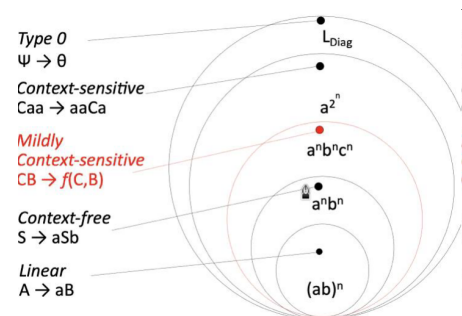 Type 0
Ψ → θ
Context-sensitive
Caa → aaCa
Mildly
Context-sensitive
CB → f(C,B)
Context-free
S → aSb
Linear
A → aB
L_Diag
a^2^n
a^n b^n c^n
a^n b^n
(ab)^n